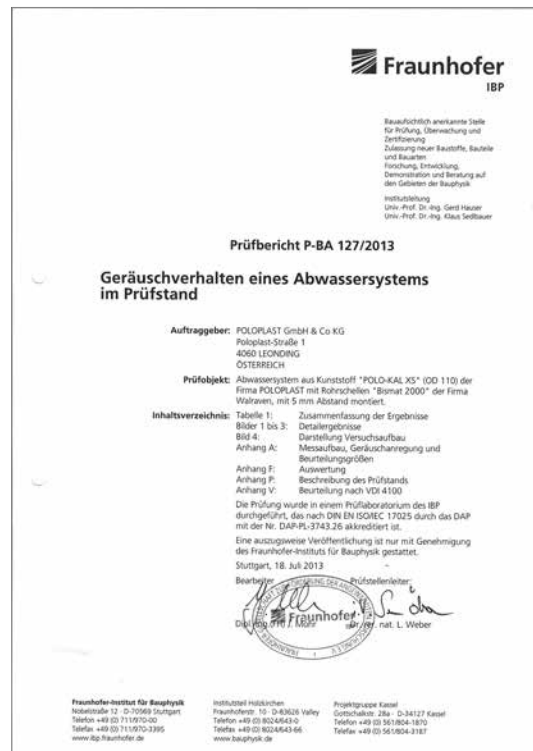 Fraunhofer
IBP
Bauaufsichtlich anerkannte Stelle
für Prüfung, Überwachung und
Zertifizierung
Zulassung neuer Baustoffe, Bauteile
und Bauarten
Forschung, Entwicklung,
Demonstration und Beratung auf
den Gebieten der Bauphysik
Institutsleitung
Univ.-Prof. Dr.-Ing. Gerd Hauser
Univ.-Prof. Dr.-Ing. Klaus Sedlbauer
Prüfbericht P-BA 127/2013
Geräuschverhalten eines Abwassersystems
im Prüfstand
Auftraggeber: POLOPLAST GmbH & Co KG
Poloplast-Straße 1
4060 LEONDING
ÖSTERREICH
Prüfobjekt: Abwassersystem aus Kunststoff "POLO-KAL XS" (OD 110) der
Firma POLOPLAST mit Rohrschellen "Bismat 2000" der Firma
Walraven, mit 5 mm Abstand montiert.
Inhaltsverzeichnis: Tabelle 1: Zusammenfassung der Ergebnisse
Bilder 1 bis 3: Detailergebnisse
Bild 4: Darstellung Versuchsaufbau
Anhang A: Messaufbau, Geräuschanregung und
Beurteilungsgrößen
Anhang F: Auswertung
Anhang P: Beschreibung des Prüfstands
Anhang V: Beurteilung nach VDI 4100
Die Prüfung wurde in einem Prüflaboratorium des IBP
durchgeführt, das nach DIN EN ISO/IEC 17025 durch das DAP
mit der Nr. DAP-PL-3743.26 akkreditiert ist.
Eine auszugsweise Veröffentlichung ist nur mit Genehmigung
des Fraunhofer-Instituts für Bauphysik gestattet.
Stuttgart, 18. Juli 2013
Bearbeiter Prüfstellenleiter:
Fraunhofer
J. Mohr nat. L. Weber
Fraunhofer-Institut für Bauphysik
Nobelstraße 12 · D-70569 Stuttgart
Telefon +49 (0) 711/970-00
Telefax +49 (0) 711/970-3395
www.ibp.fraunhofer.de
Institutsteil Holzkirchen
Fraunhoferstr. 10 · D-83626 Valley
Telefon +49 (0) 8024/643-0
Telefax +49 (0) 8024/643-66
www.bauphysik.de
Projektgruppe Kassel
Gottschalkstr. 28a · D-34127 Kassel
Telefon +49 (0) 561/804-1870
Telefax +49 (0) 561/804-3187